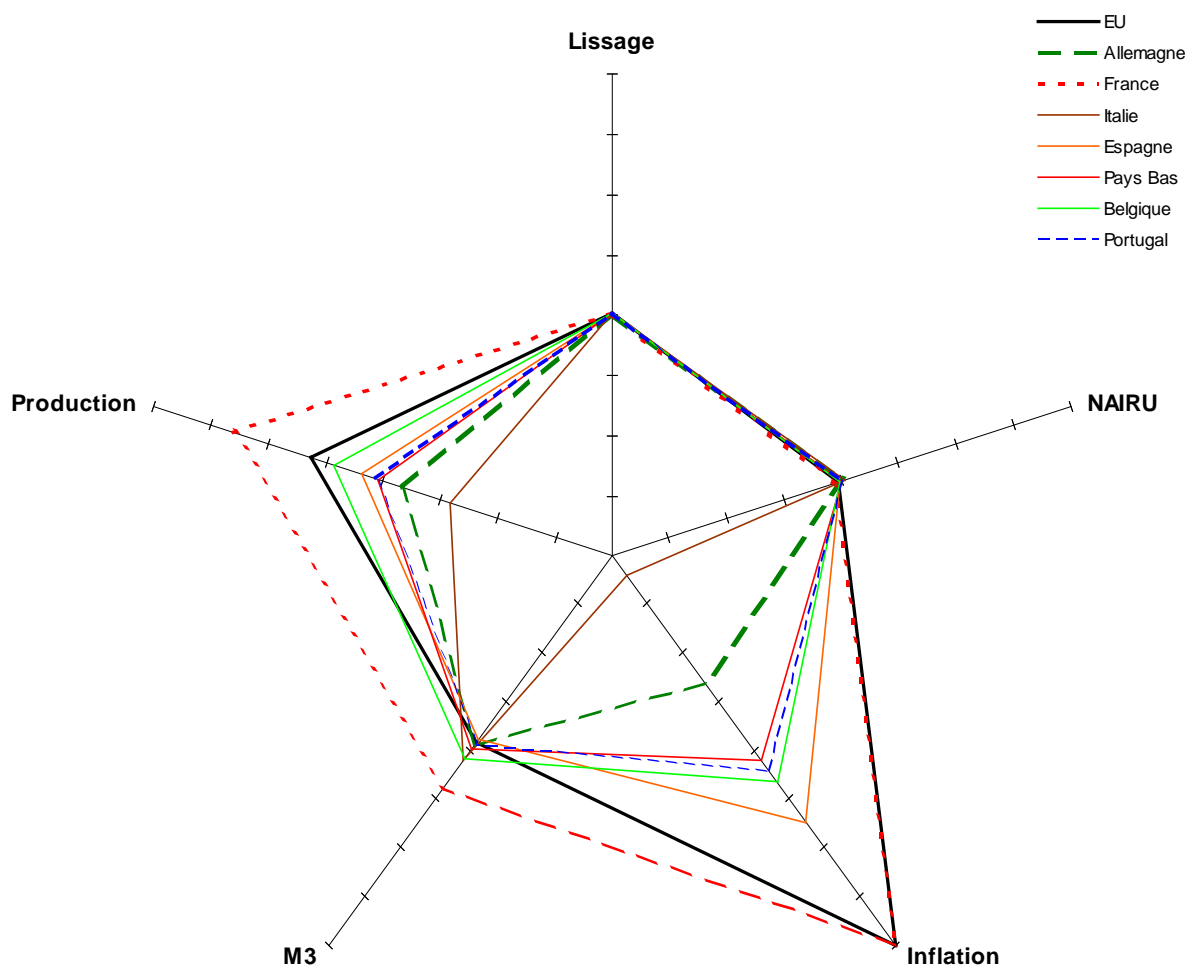 EU
Lissage
Allemagne
France
Italie
Espagne
Pays Bas
Belgique
Portugal
Production
NAIRU
M3
Inflation